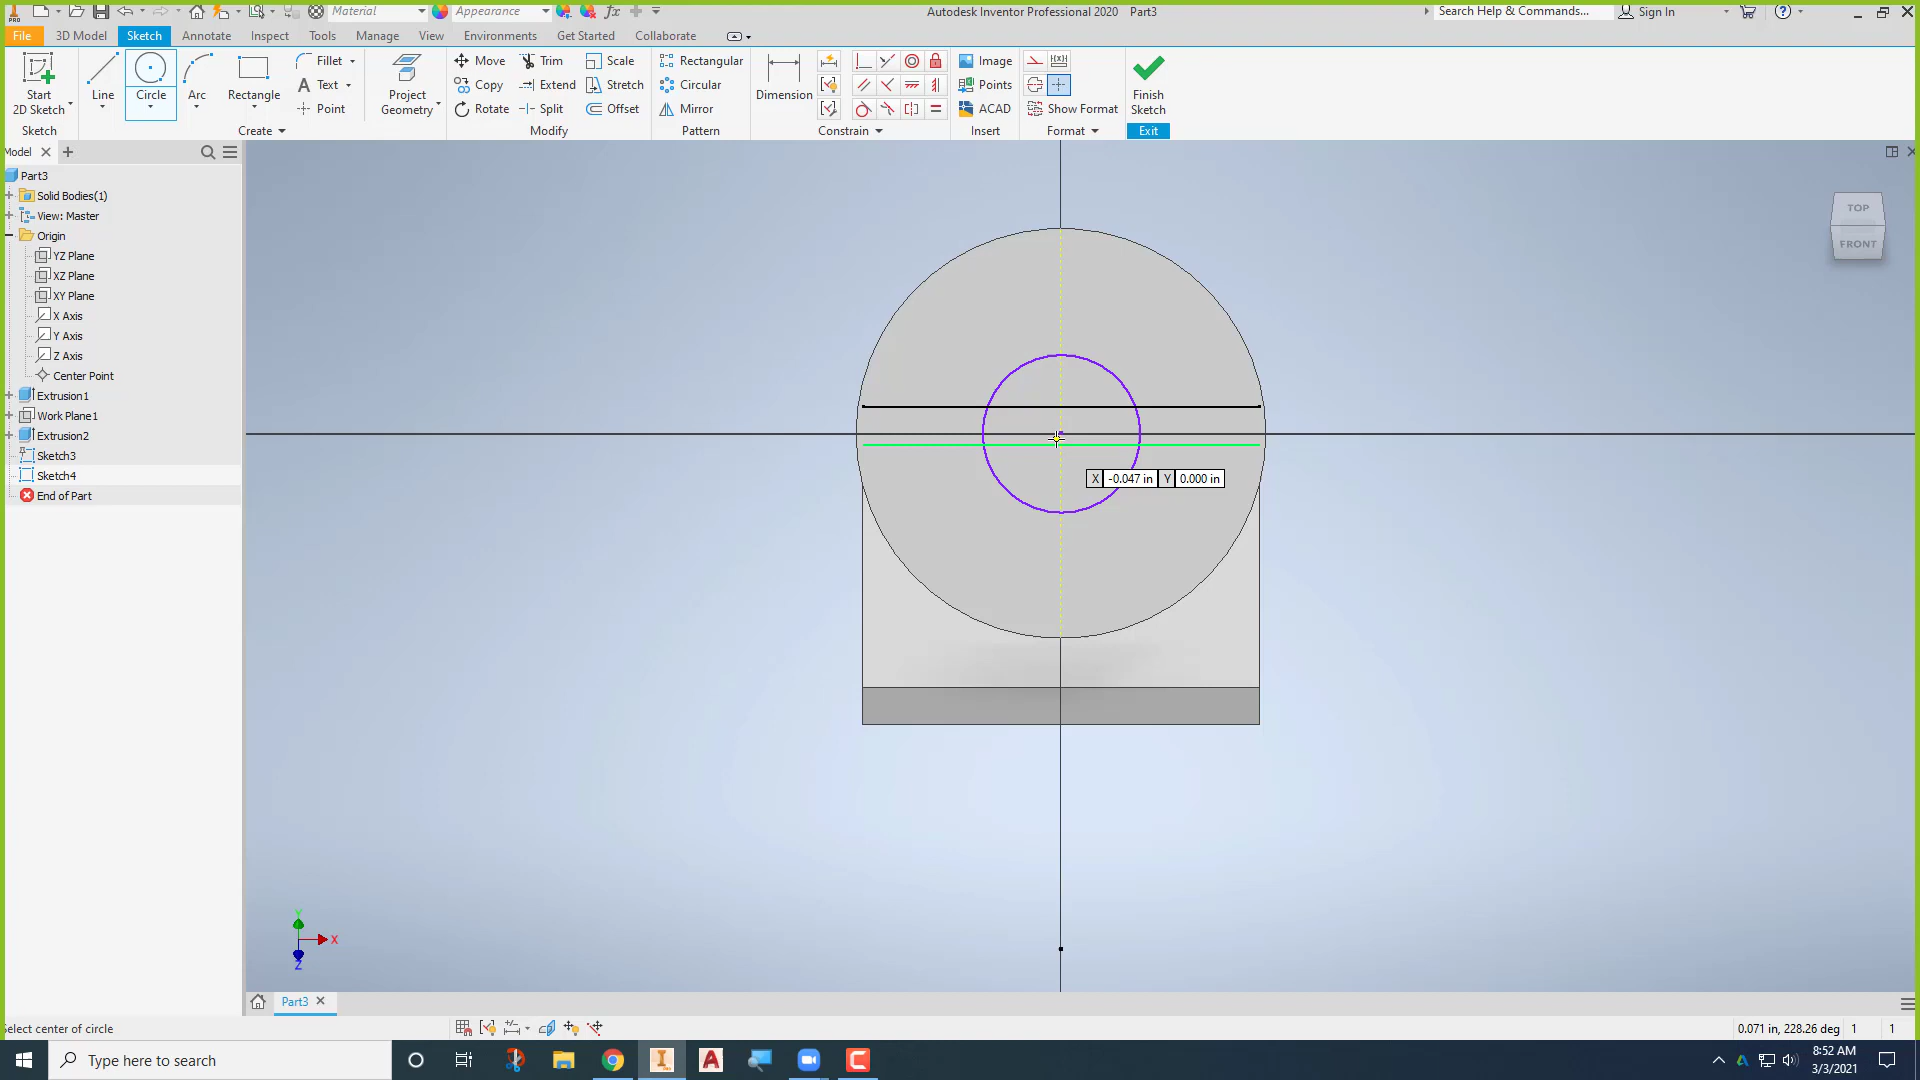 PRO
Material
Appearance
fx
Autodesk Inventor Professional 2020 Part3
Search Help & Commands...
Sign In
File 3D Model Sketch Annotate Inspect Tools Manage View Environments Get Started Collaborate
Start
2D Sketch
Line
Circle
Arc
Rectangle
Fillet
Text
Point
Project
Geometry
Move
Copy
Rotate
Trim
Extend
Split
Scale
Stretch
Offset
Rectangular
Circular
Mirror
Dimension
Image
Points
ACAD
Show Format
Finish
Sketch
Sketch
Create
Modify
Pattern
Constrain
Insert
Format
Exit
Model
Part3
Solid Bodies(1)
View: Master
Origin
YZ Plane
XZ Plane
XY Plane
X Axis
Y Axis
Z Axis
Center Point
Extrusion1
Work Plane1
Extrusion2
Sketch3
Sketch4
End of Part
TOP
FRONT
X -0.047 in Y 0.000 in
Y
X
Z
Part3
Select center of circle
0.071 in, 228.26 deg 1 1
Type here to search
8:52 AM
3/3/2021